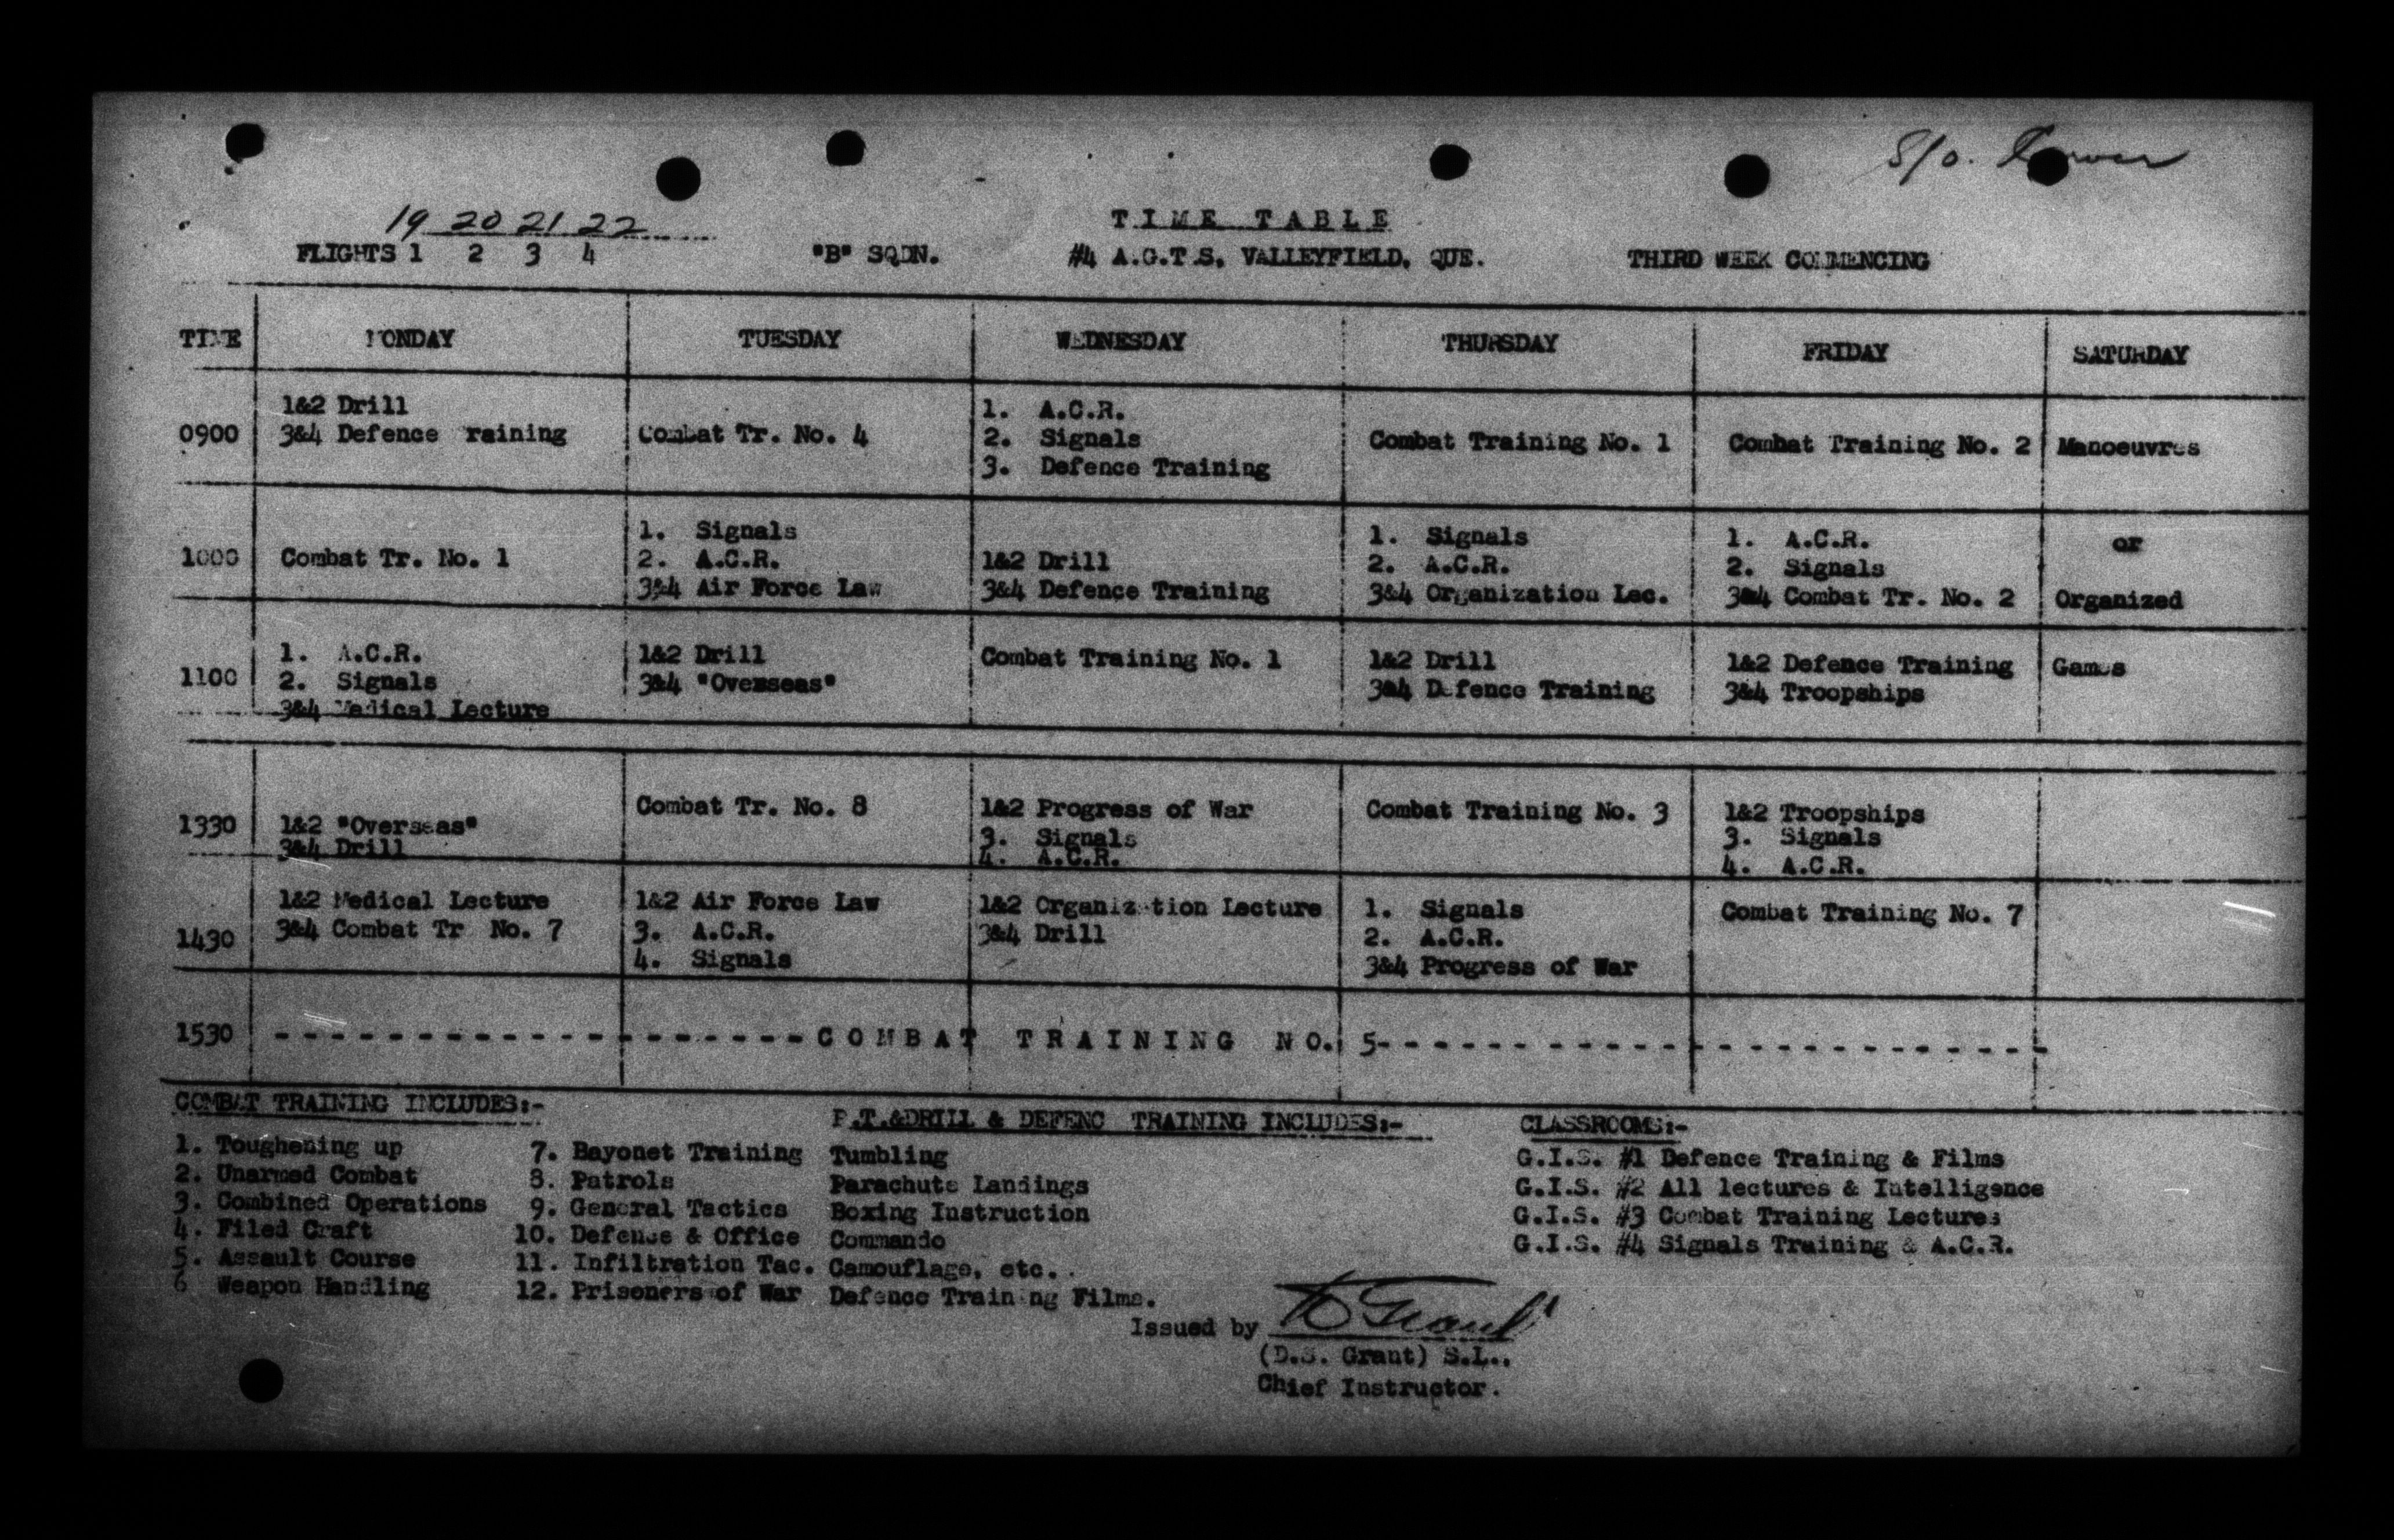 S/o.
19 20 21 22
TIME TABLE
FLIGHTS 1 2 3 4 "B" SQDN. #4 A.G.T.S, VALLEYFIELD, QUE. THIRD WEEK COMMENCING
TIME MONDAY TUESDAY WEDNESDAY THURSDAY FRIDAY SATURDAY
0900
1&2 Drill
3&4 Defence raining
Combat Tr. No. 4
1. A.C.R.
2. Signals
3. Defence Training
Combat Training No. 1
Combat Training No. 2
Manoeuvres
1000
Combat Tr. No. 1
1. Signals
2. A.C.R.
3&4 Air Force Law
1&2 Drill
3&4 Defence Training
1. Signals
2. A.C.R.
3&4 Organization Lec.
1. A.C.R.
2. Signals
3&4 Combat Tr. No. 2
or
Organized
1100
1. A.C.R.
2. Signals
3&4 Medical Lecture
1&2 Drill
3&4 "Overseas"
Combat Training No. 1
1&2 Drill
3&4 Defence Training
1&2 Defence Training
3&4 Troopships
Games
1330
1&2 "Overseas"
3&4 Drill
Combat Tr. No. 8
1&2 Progress of War
3. Signals
4. A.C.R.
Combat Training No. 3
1&2 Troopships
3. Signals
4. A.C.R.
1430
1&2 Medical Lecture
3&4 Combat Tr No. 7
1&2 Air Force Law
3. A.C.R.
4. Signals
1&2 Organization Lecture
3&4 Drill
1. Signals
2. A.C.R.
3&4 Progress of War
Combat Training No. 7
1530 - - - - - - - - - - - - - - - - - - -COMBAT TRAINING NO. 5- - - - - - - - - - - - - - - - - - - - - - -
COMBAT TRAINING INCLUDES:-
1. Toughening up
2. Unarmed Combat
3. Combined Operations
4. Filed Craft
5. Assault Course
6 Weapon Handling
7. Bayonet Training
8. Patrols
9. General Tactics
10. Defense & Office
11. Infiltration Tac.
12. Prisoners of War
P.T.&DRILL & DEFENC TRAINING INCLUDES:-
Tumbling
Parachute Landings
Boxing Instruction
Commando
Camouflage, etc.
Defence Training Films.
CLASSROOMS:-
G.I.S. #1 Defence Training & Films
G.I.S. #2 All lectures & Intelligence
G.I.S. #3 Combat Training Lectures
G.I.S. #4 Signals Training & A.C.R.
Issued by D Grant
(D.S. Grant) S.L..
Chief Instructor.